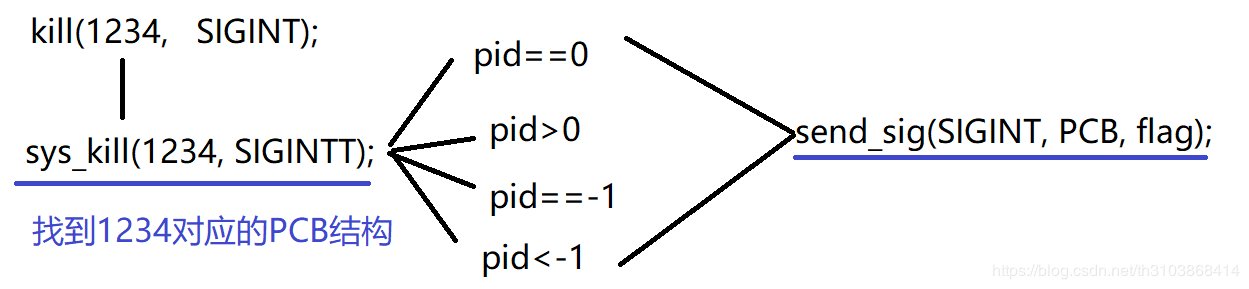 kill(1234, SIGINT);
sys_kill(1234, SIGINTT);
找到1234对应的PCB结构
pid==0
pid>0
pid==-1
pid<-1
send_sig(SIGINT, PCB, flag);
https://blog.csdn.net/th3103868414